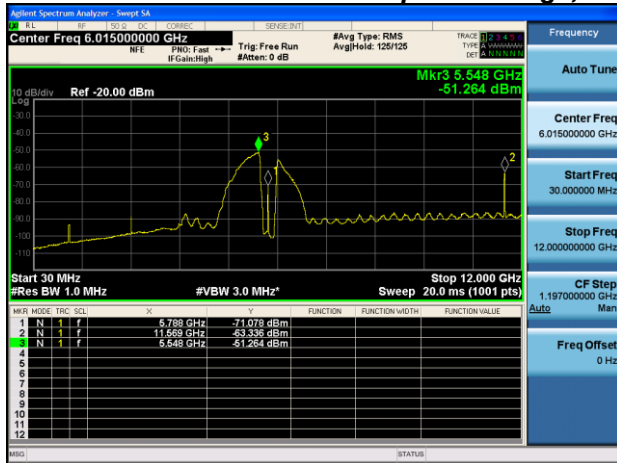 Agilent Spectrum Analyzer - Swept SA
RL RF 50 Ω DC CORREC SENSE:INT
Center Freq 6.015000000 GHz
NFE PNO: Fast Trig: Free Run #Avg Type: RMS TRACE 1 2 3 4 5 6
IFGain:High #Atten: 0 dB Avg|Hold: 125/125 TYPE A
DET A N N N N N
Mkr3 5.548 GHz
10 dB/div Ref -20.00 dBm -51.264 dBm
Log
-30.0
-40.0
3
-50.0
2
-60.0
-70.0
-80.0
-90.0
-100
-110
Start 30 MHz Stop 12.000 GHz
#Res BW 1.0 MHz #VBW 3.0 MHz* Sweep 20.0 ms (1001 pts)
MKR MODE TRC SCL X Y FUNCTION FUNCTION WIDTH FUNCTION VALUE
1 N 1 f 5.788 GHz -71.078 dBm
2 N 1 f 11.569 GHz -63.336 dBm
3 N 1 f 5.548 GHz -51.264 dBm
4
5
6
7
8
9
10
11
12
MSG STATUS
Frequency
Auto Tune
Center Freq
6.015000000 GHz
Start Freq
30.000000 MHz
Stop Freq
12.000000000 GHz
CF Step
1.197000000 GHz
Auto Man
Freq Offset
0 Hz